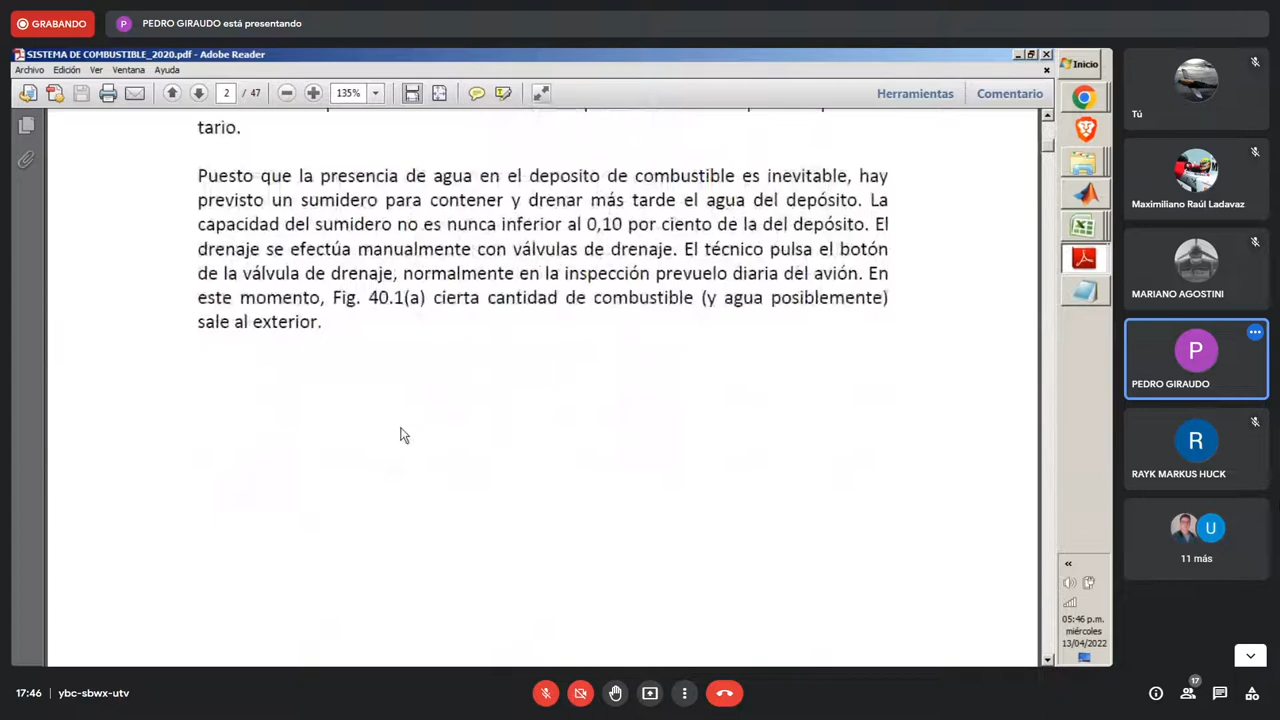 GRABANDO
P PEDRO GIRAUDO está presentando
SISTEMA DE COMBUSTIBLE_2020.pdf - Adobe Reader
Archivo Edición Ver Ventana Ayuda
2 / 47 135% Herramientas Comentario
tario.
Puesto que la presencia de agua en el deposito de combustible es inevitable, hay
previsto un sumidero para contener y drenar más tarde el agua del depósito. La
capacidad del sumidero no es nunca inferior al 0,10 por ciento de la del depósito. El
drenaje se efectúa manualmente con válvulas de drenaje. El técnico pulsa el botón
de la válvula de drenaje, normalmente en la inspección prevuelo diaria del avión. En
este momento, Fig. 40.1(a) cierta cantidad de combustible (y agua posiblemente)
sale al exterior.
Inicio
«
05:46 p.m.
miércoles
13/04/2022
Tú
Maximiliano Raúl Ladavaz
MARIANO AGOSTINI
P
PEDRO GIRAUDO
R
RAYK MARKUS HUCK
U
11 más
17:46 ybc-sbwx-utv
17